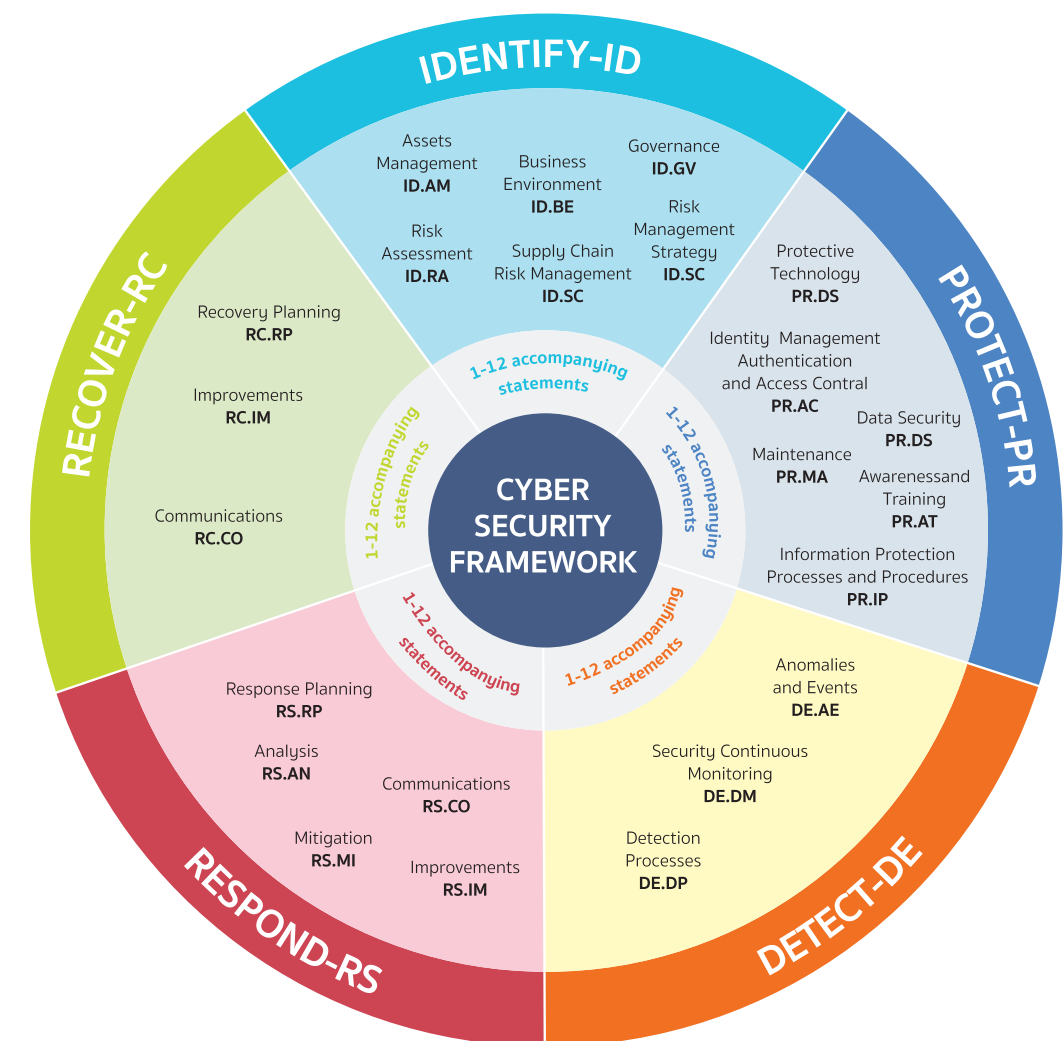 IDENTIFY-ID
Assets
Management
ID.AM
Business
Environment
ID.BE
Governance
ID.GV
Risk
Assessment
ID.RA
Supply Chain
Risk Management
ID.SC
Risk
Management
Strategy
ID.SC
1-12 accompanying
statements
PROTECT-PR
Protective
Technology
PR.DS
Identity  Management
Authentication
and Access Contral
PR.AC
Data Security
PR.DS
Maintenance
PR.MA
Awarenessand
Training
PR.AT
Information Protection
Processes and Procedures
PR.IP
1-12 accompanying
statements
DETECT-DE
Anomalies
and Events
DE.AE
Security Continuous
Monitoring
DE.DM
Detection
Processes
DE.DP
1-12 accompanying
statements
RESPOND-RS
Response Planning
RS.RP
Analysis
RS.AN
Communications
RS.CO
Mitigation
RS.MI
Improvements
RS.IM
1-12 accompanying
statements
RECOVER-RC
Recovery Planning
RC.RP
Improvements
RC.IM
Communications
RC.CO
1-12 accompanying
statements
CYBER
SECURITY
FRAMEWORK